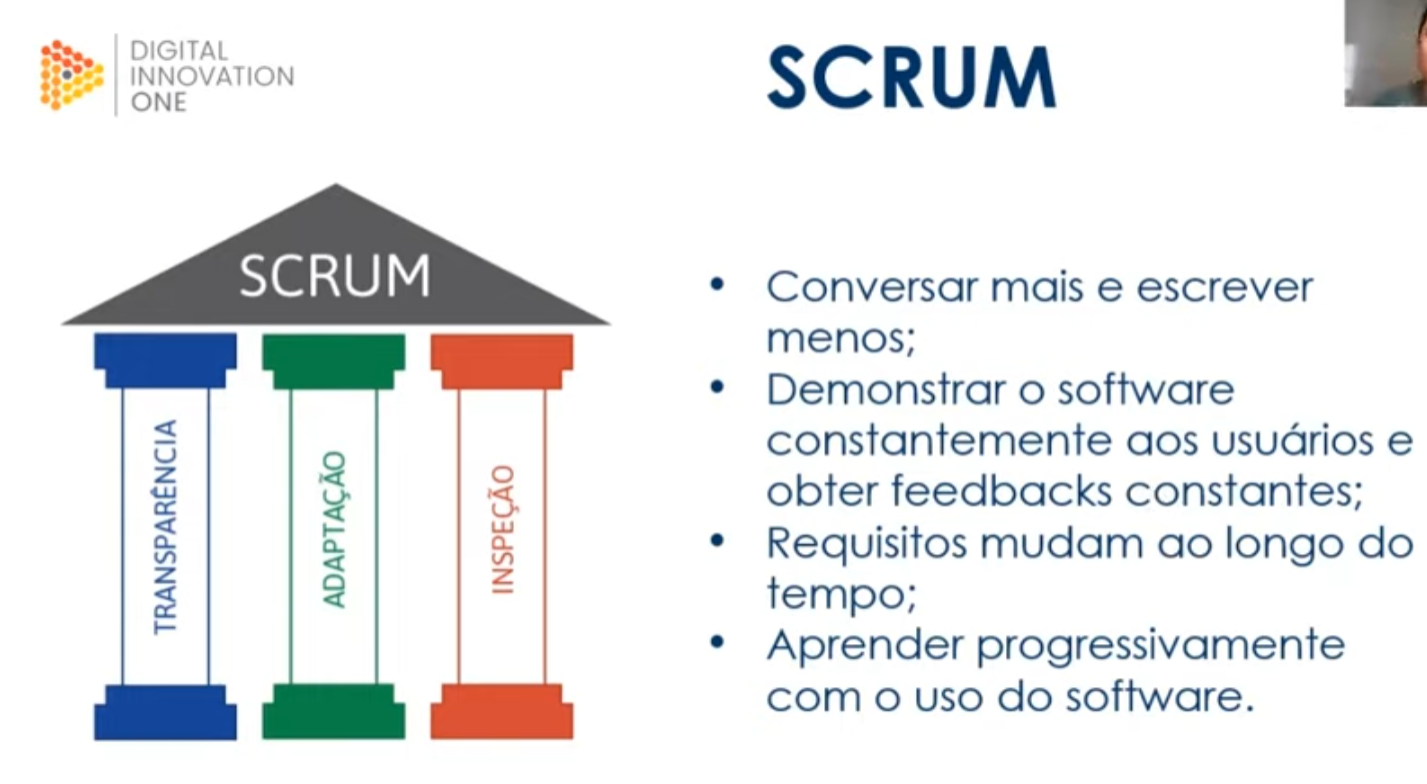 DIGITAL
INNOVATION
ONE
SCRUM
SCRUM
TRANSPARÊNCIA
ADAPTAÇÃO
INSPEÇÃO
• Conversar mais e escrever
menos;
• Demonstrar o software
constantemente aos usuários e
obter feedbacks constantes;
• Requisitos mudam ao longo do
tempo;
• Aprender progressivamente
com o uso do software.